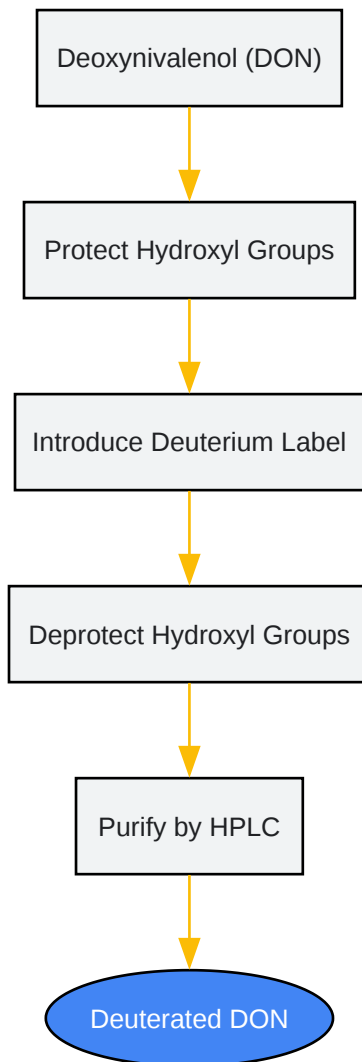 Deoxynivalenol (DON)
Protect Hydroxyl Groups
Introduce Deuterium Label
Deprotect Hydroxyl Groups
Purify by HPLC
Deuterated DON